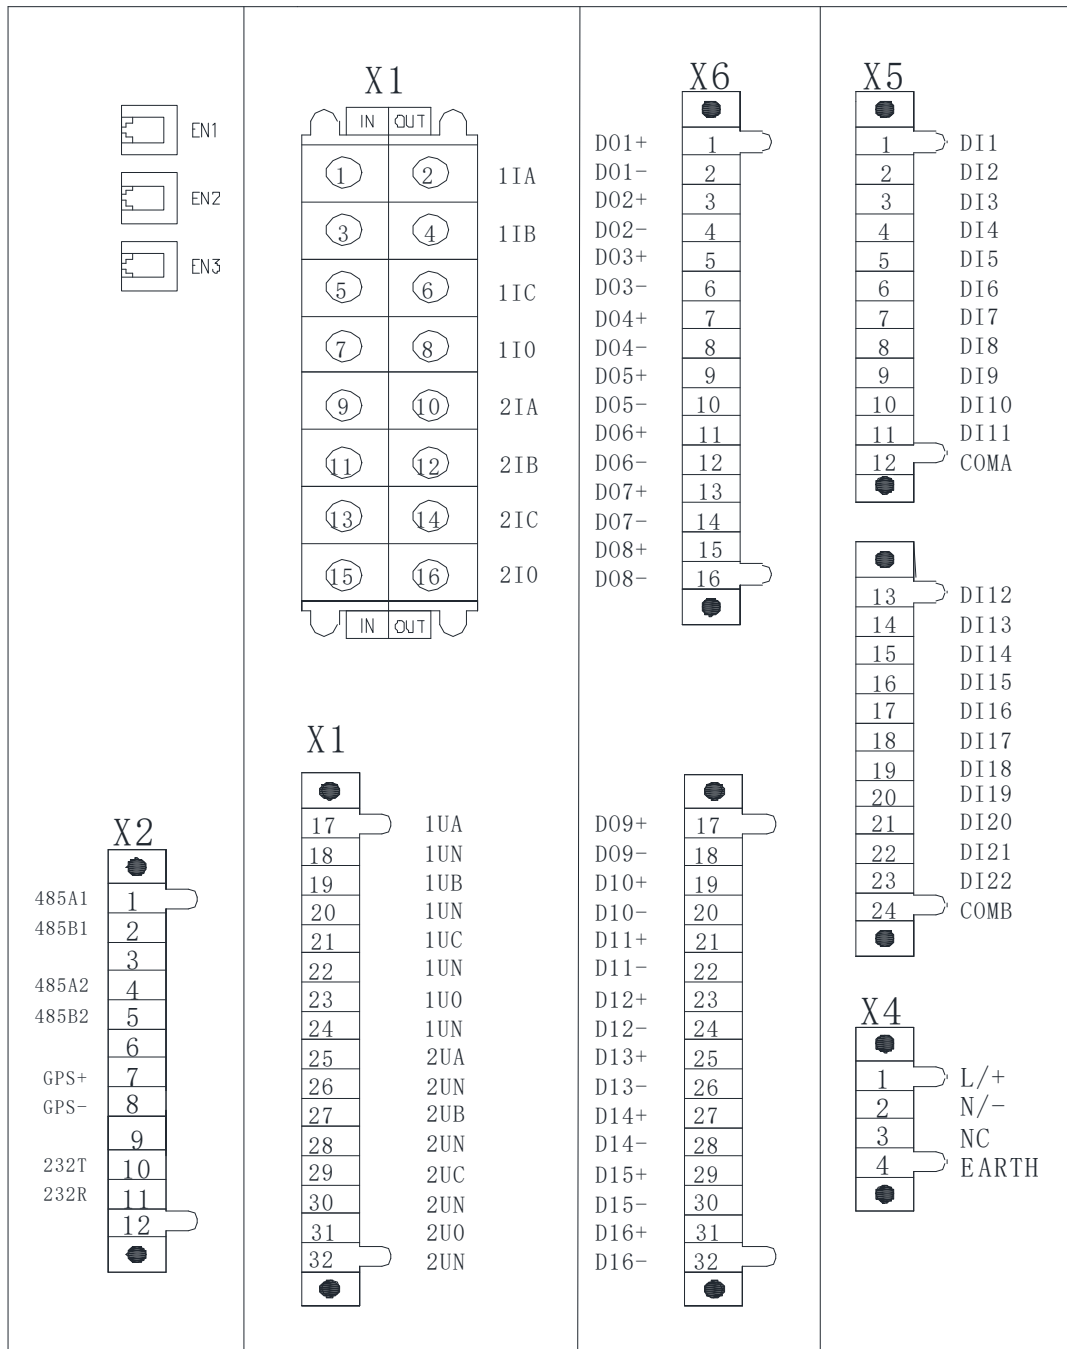 EN1
EN2
EN3
X2
485A1 1
485B1 2
3
485A2 4
485B2 5
6
GPS+ 7
GPS- 8
9
232T 10
232R 11
12
X1
IN OUT
1 2 1IA
3 4 1IB
5 6 1IC
7 8 1I0
9 10 2IA
11 12 2IB
13 14 2IC
15 16 2I0
IN OUT
X1
17 1UA
18 1UN
19 1UB
20 1UN
21 1UC
22 1UN
23 1U0
24 1UN
25 2UA
26 2UN
27 2UB
28 2UN
29 2UC
30 2UN
31 2U0
32 2UN
X6
DO1+ 1
DO1- 2
DO2+ 3
DO2- 4
DO3+ 5
DO3- 6
DO4+ 7
DO4- 8
DO5+ 9
DO5- 10
DO6+ 11
DO6- 12
DO7+ 13
DO7- 14
DO8+ 15
DO8- 16
DO9+ 17
DO9- 18
D10+ 19
D10- 20
D11+ 21
D11- 22
D12+ 23
D12- 24
D13+ 25
D13- 26
D14+ 27
D14- 28
D15+ 29
D15- 30
D16+ 31
D16- 32
X5
1 DI1
2 DI2
3 DI3
4 DI4
5 DI5
6 DI6
7 DI7
8 DI8
9 DI9
10 DI10
11 DI11
12 COMA
13 DI12
14 DI13
15 DI14
16 DI15
17 DI16
18 DI17
19 DI18
20 DI19
21 DI20
22 DI21
23 DI22
24 COMB
X4
1 L/+
2 N/-
3 NC
4 EARTH